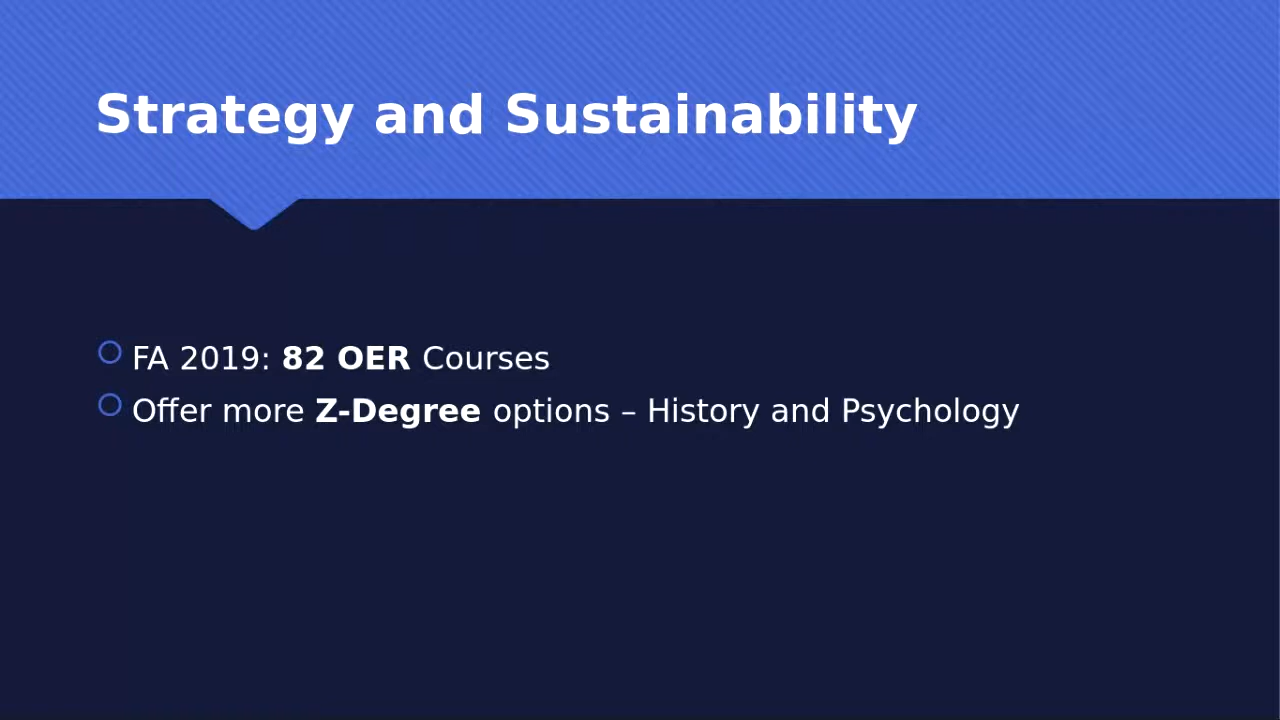 Strategy and Sustainability
FA 2019: 82 OER Courses
Offer more Z-Degree options – History and Psychology